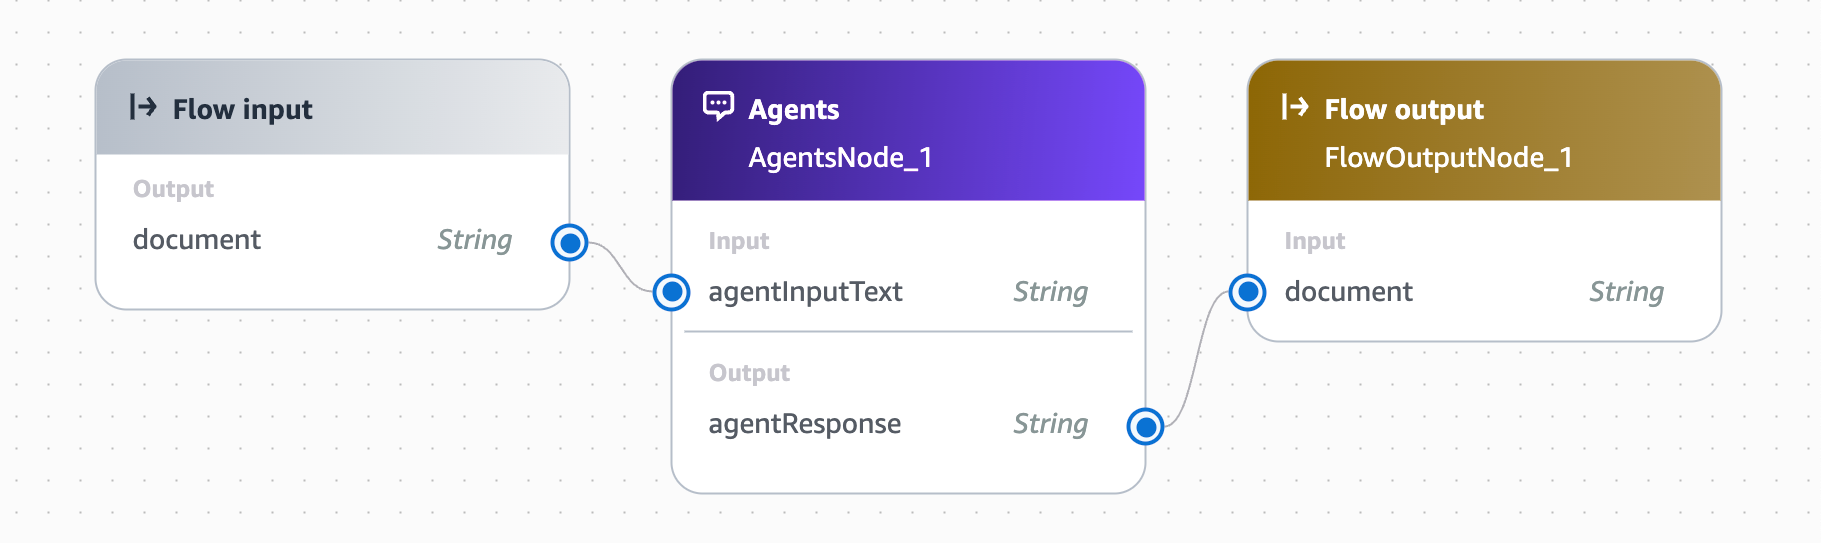 Flow input
Output
document String
Agents
AgentsNode_1
Input
agentInputText String
Output
agentResponse String
Flow output
FlowOutputNode_1
Input
document String